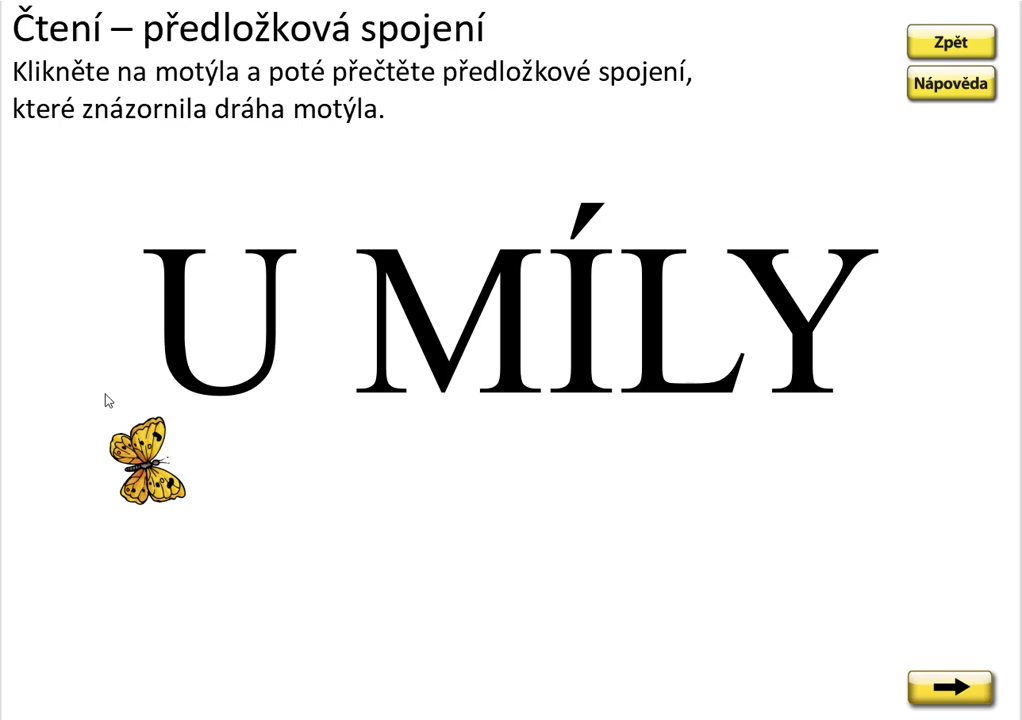 Čtení – předložková spojení
Klikněte na motýla a poté přečtěte předložkové spojení,
které znázornila dráha motýla.
Zpět
Nápověda
U MÍLY